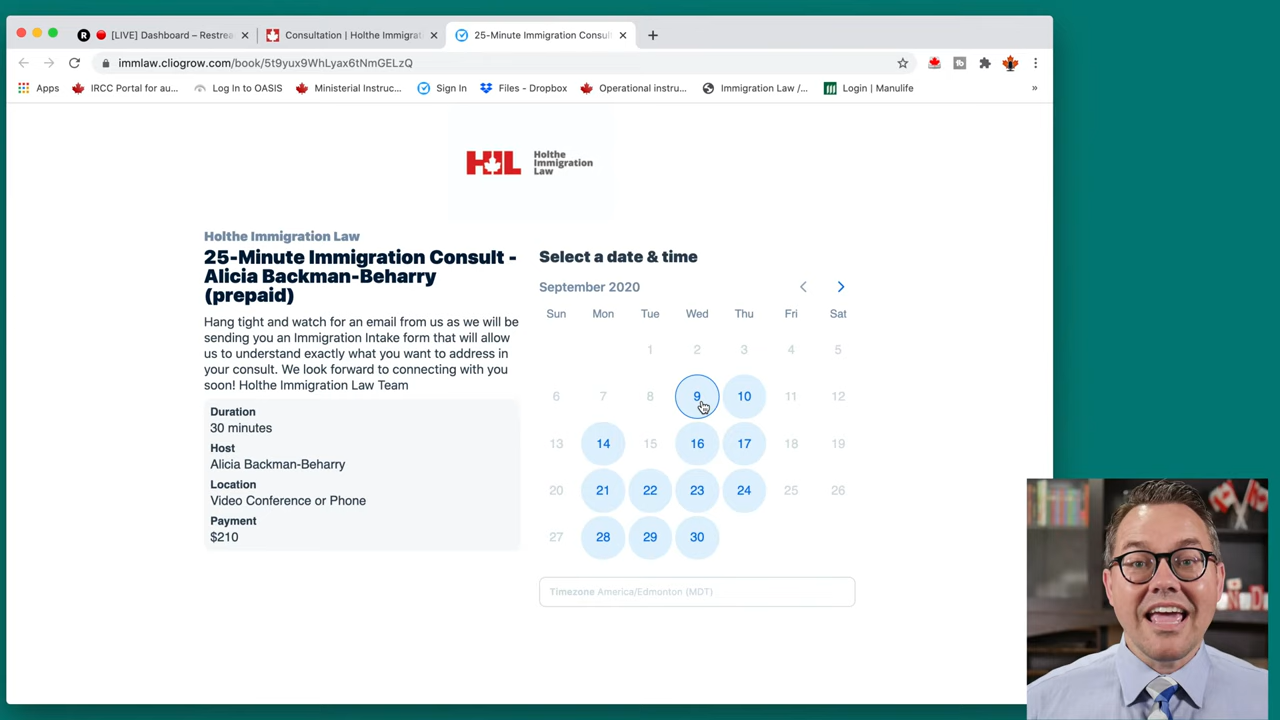 [LIVE] Dashboard – Restrea
Consultation | Holthe Immigrat
25-Minute Immigration Consul
immlaw.cliogrow.com/book/5t9yux9WhLyax6tNmGELzQ
Apps
IRCC Portal for au...
Log In to OASIS
Ministerial Instruc...
Sign In
Files - Dropbox
Operational instru...
Immigration Law /...
Login | Manulife
»
HIL
Holthe
Immigration
Law
Holthe Immigration Law
25-Minute Immigration Consult -
Alicia Backman-Beharry
(prepaid)
Hang tight and watch for an email from us as we will be
sending you an Immigration Intake form that will allow
us to understand exactly what you want to address in
your consult. We look forward to connecting with you
soon! Holthe Immigration Law Team
Duration
30 minutes
Host
Alicia Backman-Beharry
Location
Video Conference or Phone
Payment
$210
Select a date & time
September 2020
Sun Mon Tue Wed Thu Fri Sat
1 2 3 4 5
6 7 8 9 10 11 12
13 14 15 16 17 18 19
20 21 22 23 24 25 26
27 28 29 30
Timezone America/Edmonton (MDT)